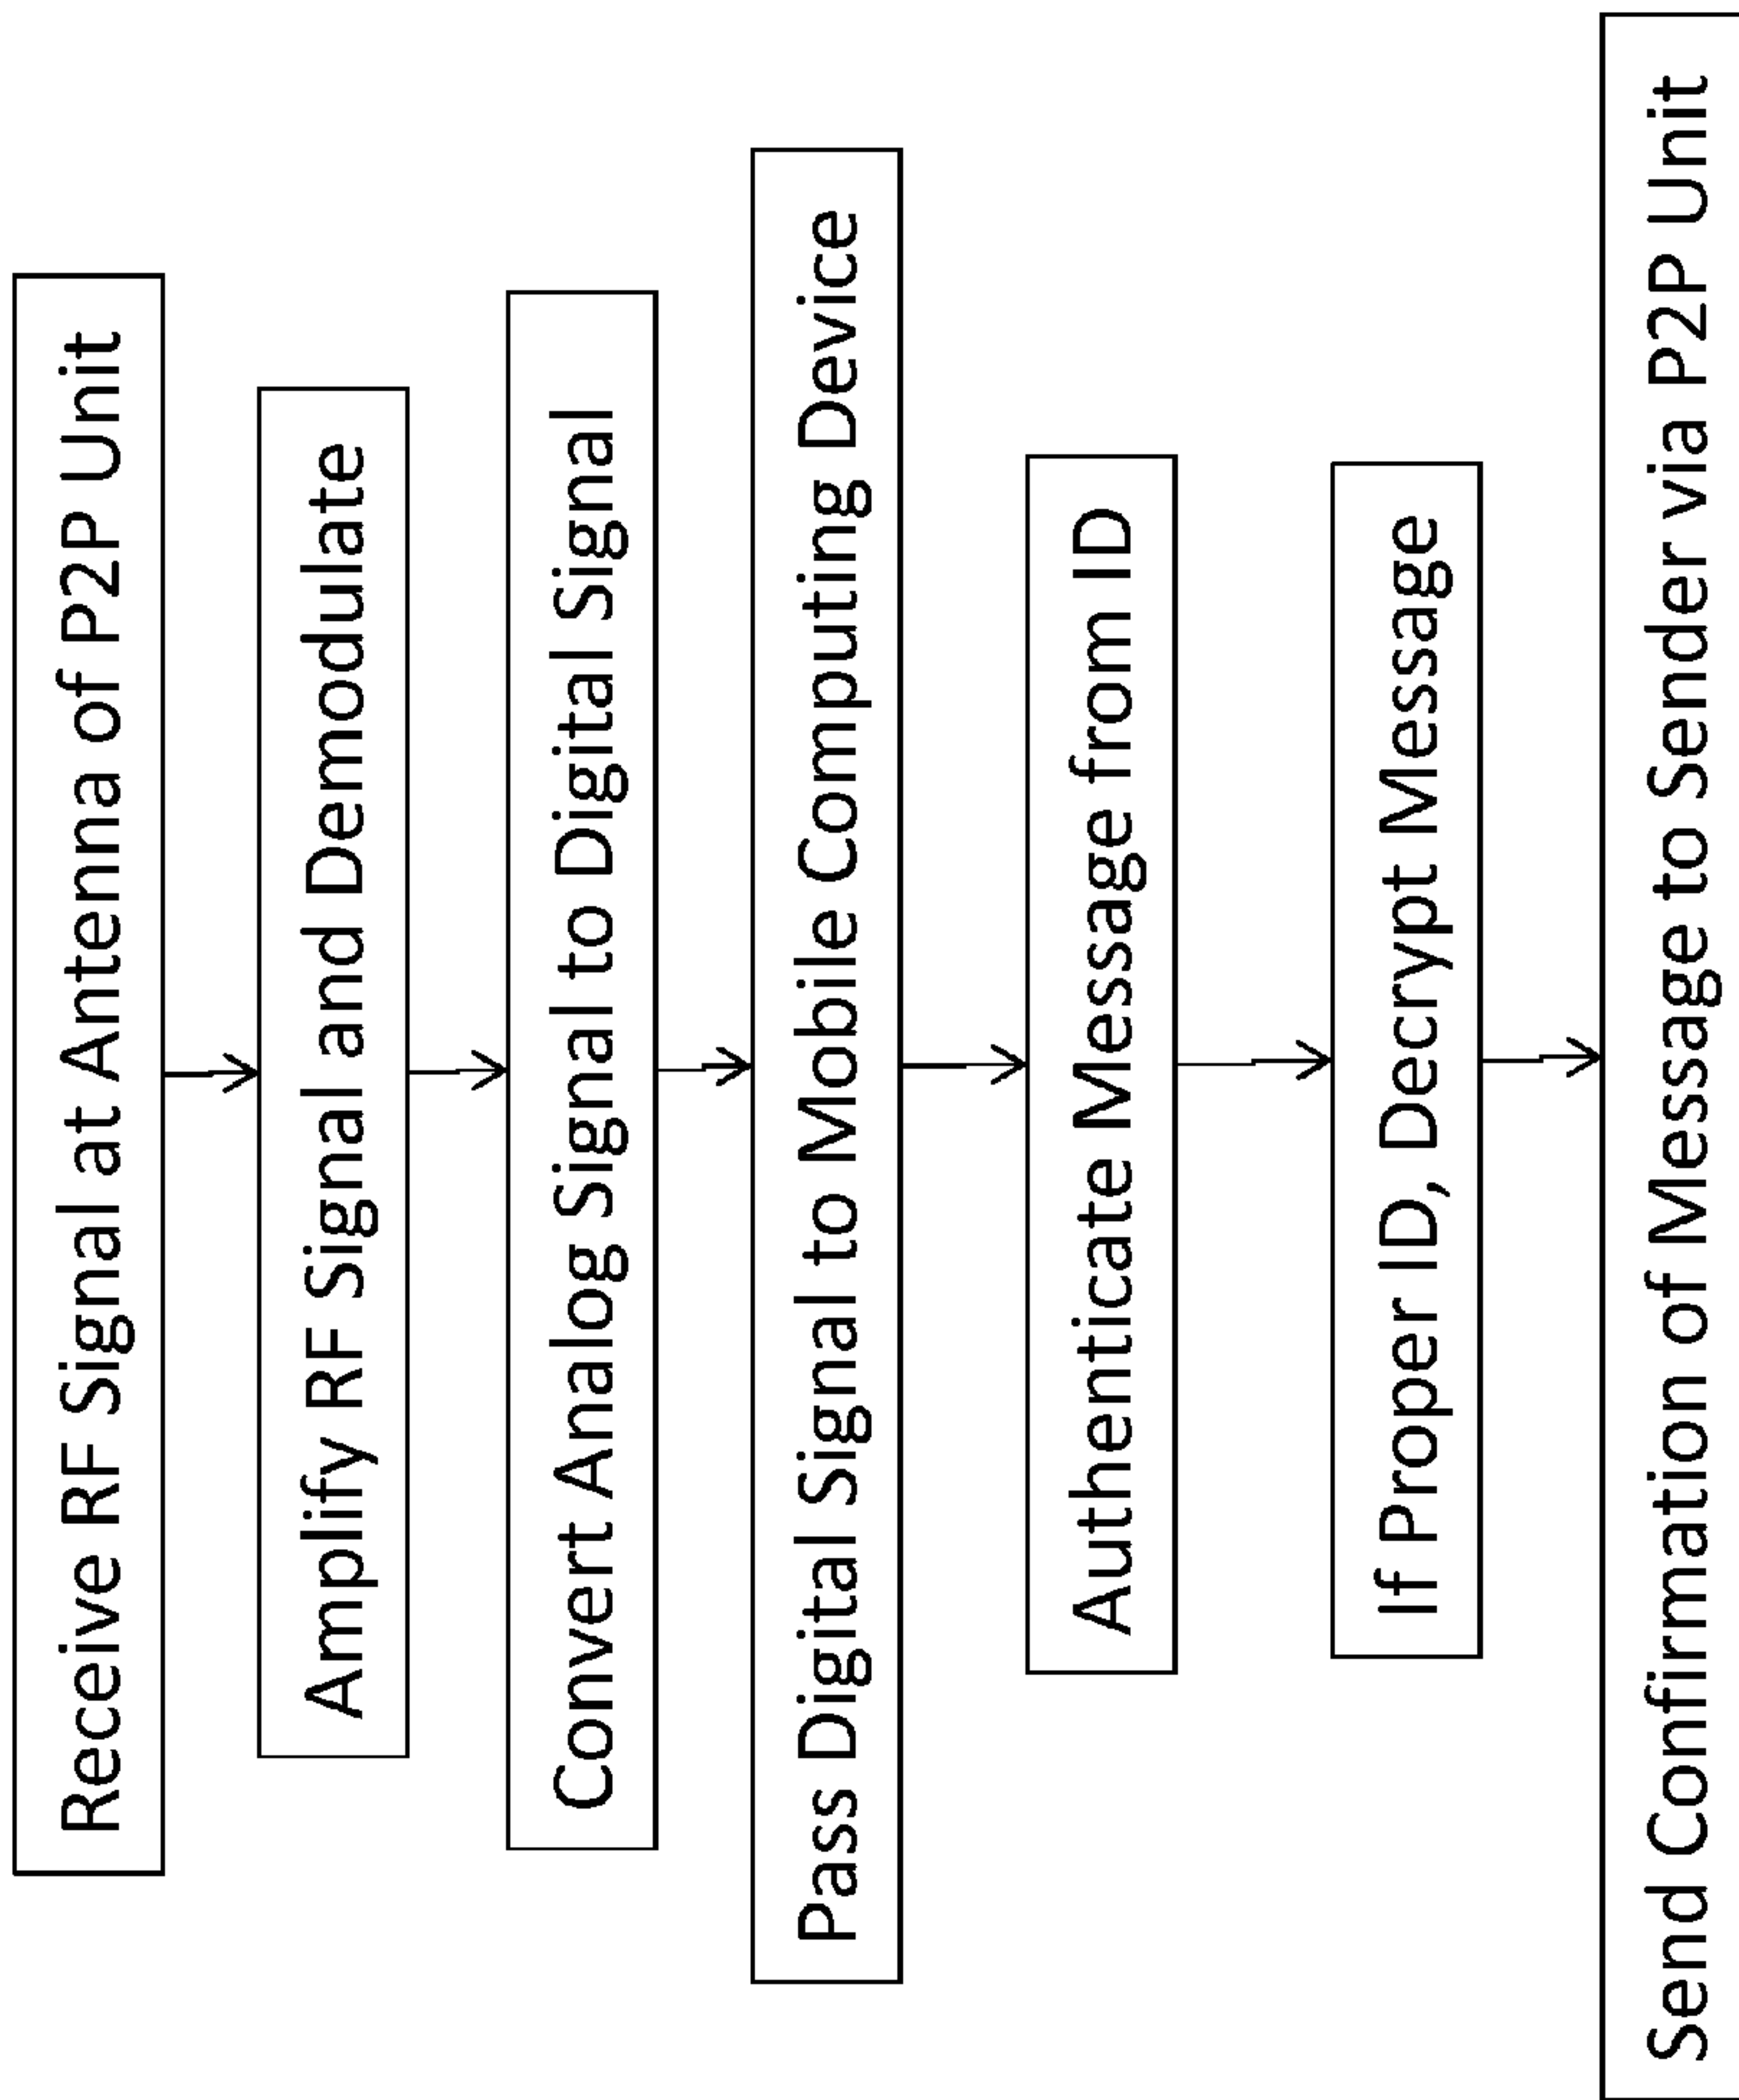 Receive RF Signal at Antenna of P2P Unit
Amplify RF Signal and Demodulate
Convert Analog Signal to Digital Signal
Pass Digital Signal to Mobile Computing Device
Authenticate Message from ID
If Proper ID, Decrypt Message
Send Confirmation of Message to Sender via P2P Unit